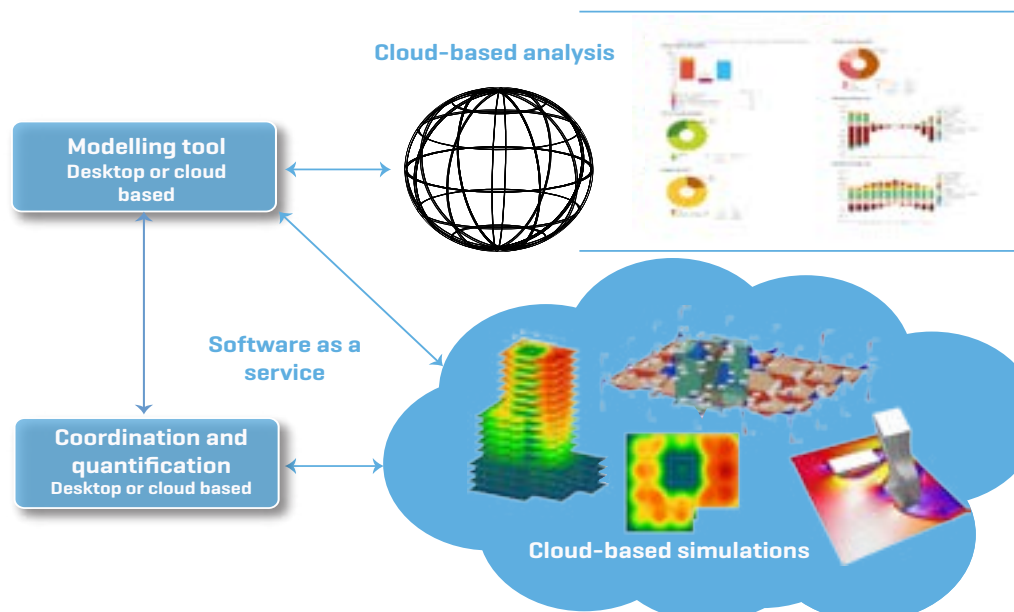 Cloud-based analysis
Modelling tool
Desktop or cloud
based
Software as a
service
Coordination and
quantification
Desktop or cloud based
Cloud-based simulations